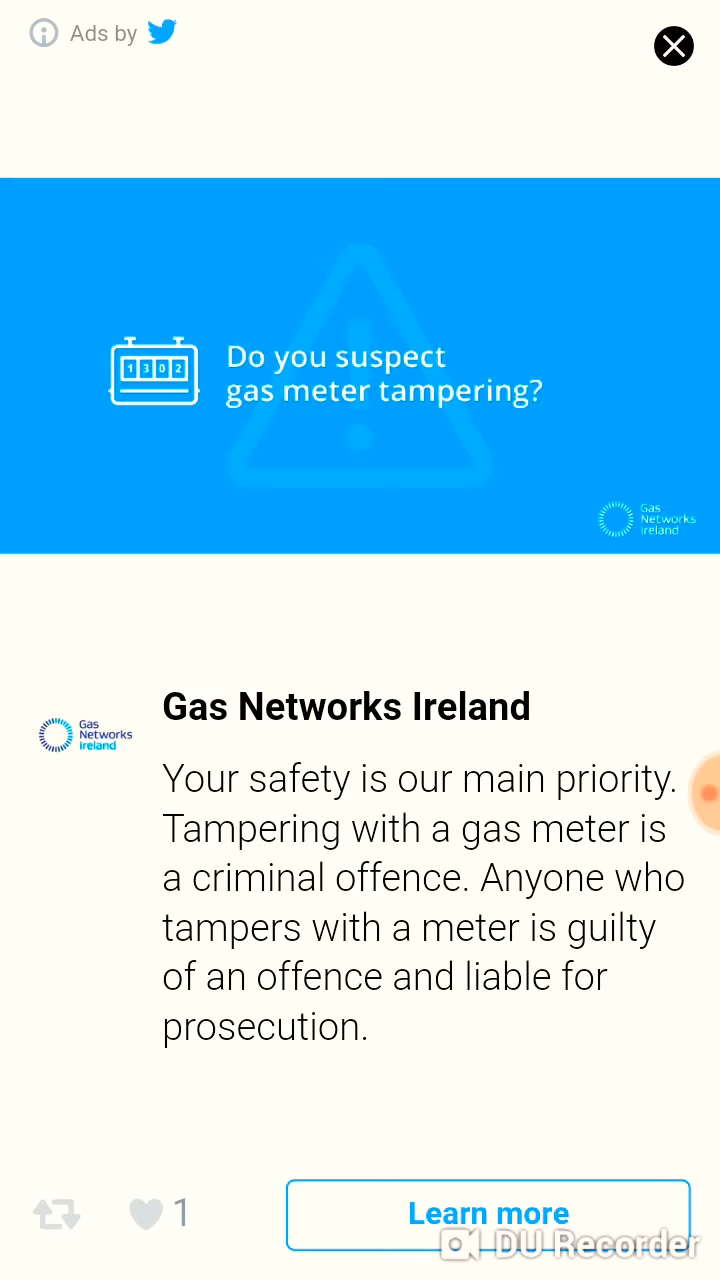 Ads by
1302
Do you suspect
gas meter tampering?
Gas
Networks
Ireland
Gas Networks Ireland
Gas
Networks
Ireland
Your safety is our main priority.
Tampering with a gas meter is
a criminal offence. Anyone who
tampers with a meter is guilty
of an offence and liable for
prosecution.
1
Learn more
DU Recorder